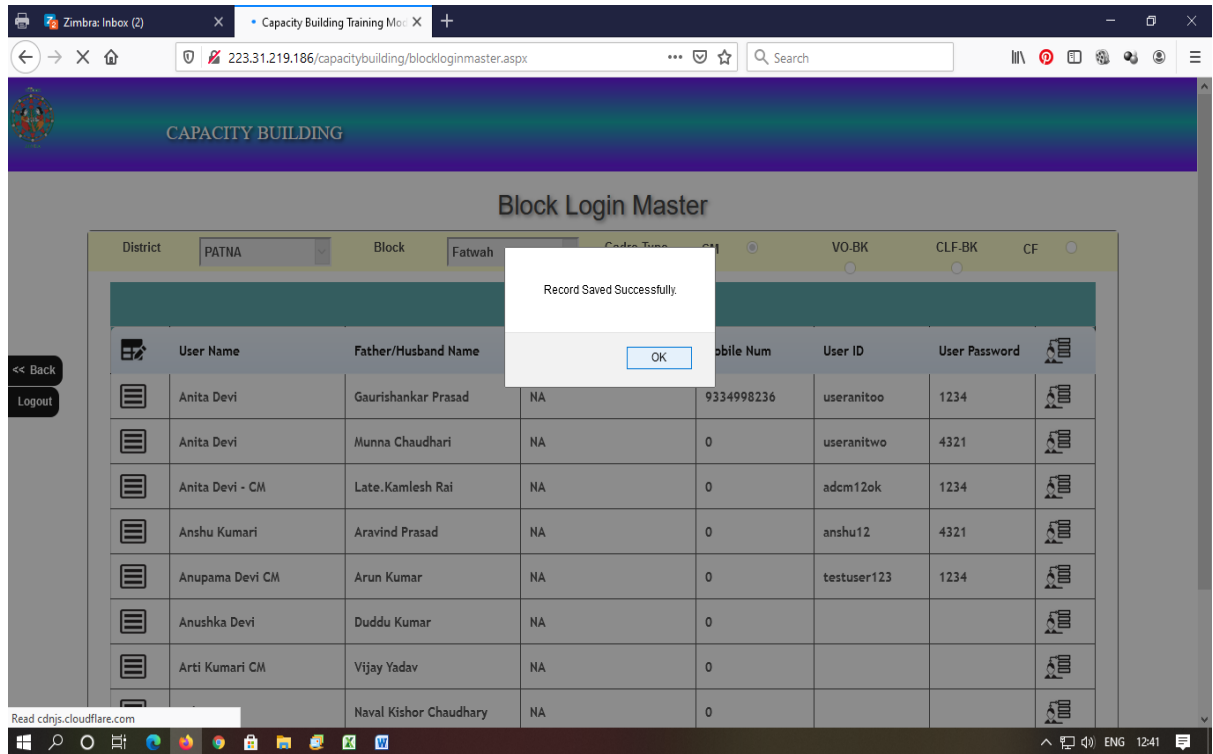 Zimbra: Inbox (2)
Capacity Building Training Mod
223.31.219.186/capacitybuilding/blockloginmaster.aspx
Search
CAPACITY BUILDING
Block Login Master
District PATNA Block Fatwah VO-BK CLF-BK CF
Record Saved Successfully.
OK
User Name Father/Husband Name User ID User Password
<< Back
Logout
Anita Devi Gaurishankar Prasad NA 9334998236 useranitoo 1234
Anita Devi Munna Chaudhari NA 0 useranitwo 4321
Anita Devi - CM Late.Kamlesh Rai NA 0 adcm12ok 1234
Anshu Kumari Aravind Prasad NA 0 anshu12 4321
Anupama Devi CM Arun Kumar NA 0 testuser123 1234
Anushka Devi Duddu Kumar NA 0
Arti Kumari CM Vijay Yadav NA 0
Naval Kishor Chaudhary NA 0
Read cdnjs.cloudflare.com
ENG 12:41